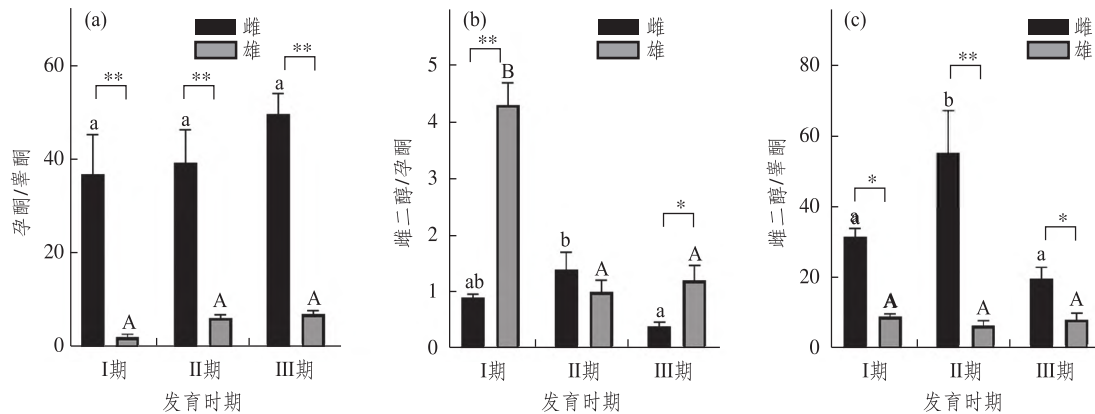 (a)
雌
雄
孕酮/睾酮
60
40
20
0
**
**
**
a
a
a
A
A
A
I期
II期
III期
发育时期
(b)
雌
雄
雌二醇/孕酮
5
4
3
2
1
0
**
*
ab
B
b
A
a
A
I期
II期
III期
发育时期
(c)
雌
雄
雌二醇/睾酮
80
60
40
20
0
*
**
*
a
A
b
A
a
A
I期
II期
III期
发育时期